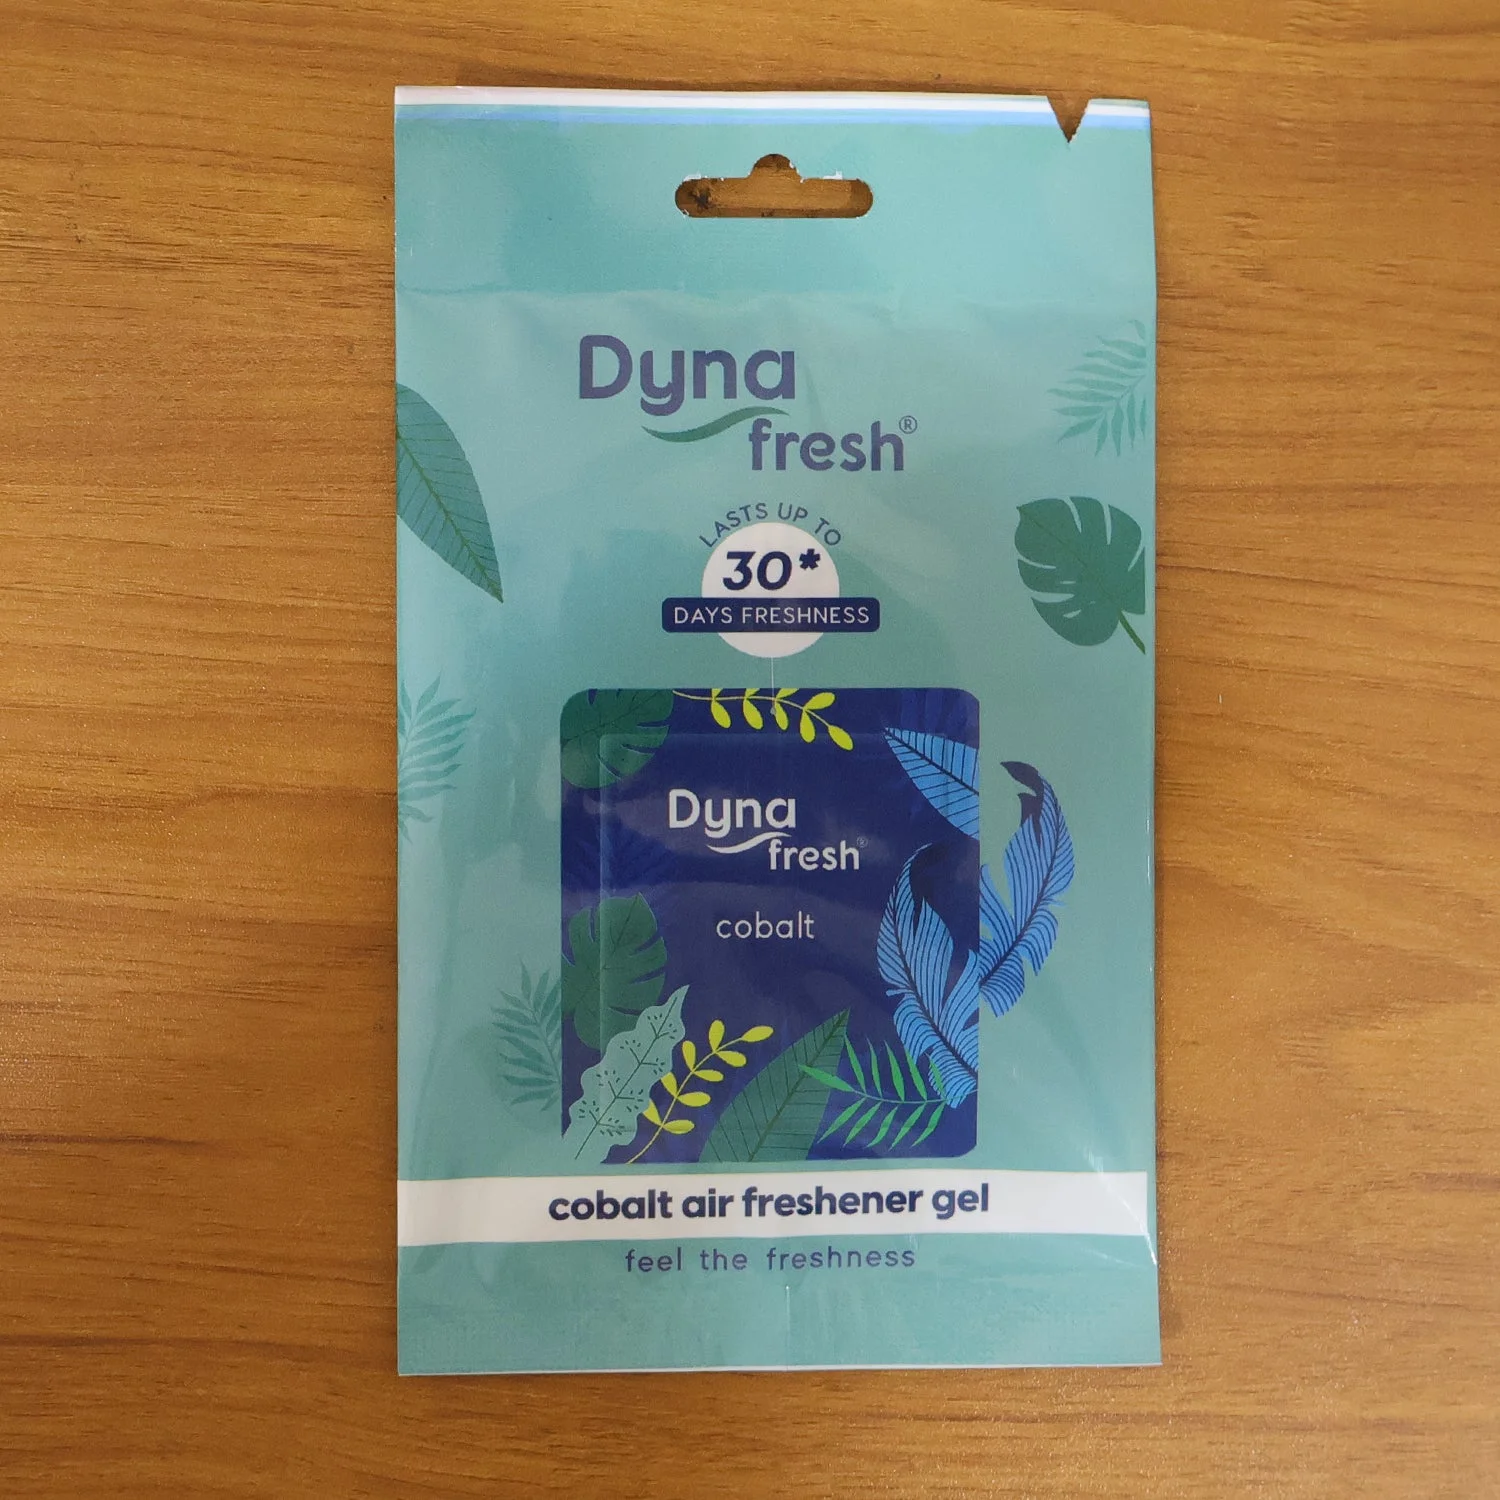 Dyna
fresh®
LASTS UP TO
30*
DAYS FRESHNESS
Dyna
fresh®
cobalt
cobalt air freshener gel
feel the freshness